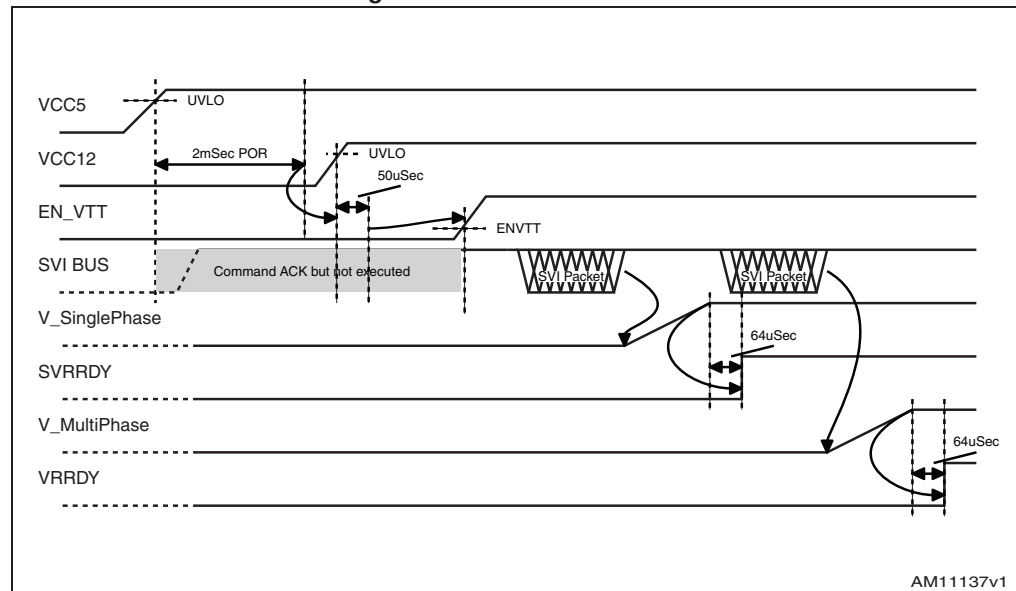 VCC5
UVLO
VCC12
2mSec POR
UVLO
50uSec
EN_VTT
ENVTT
SVI BUS
Command ACK but not executed
SVI Packet
SVI Packet
V_SinglePhase
64uSec
SVRRDY
V_MultiPhase
64uSec
VRRDY
AM11137v1